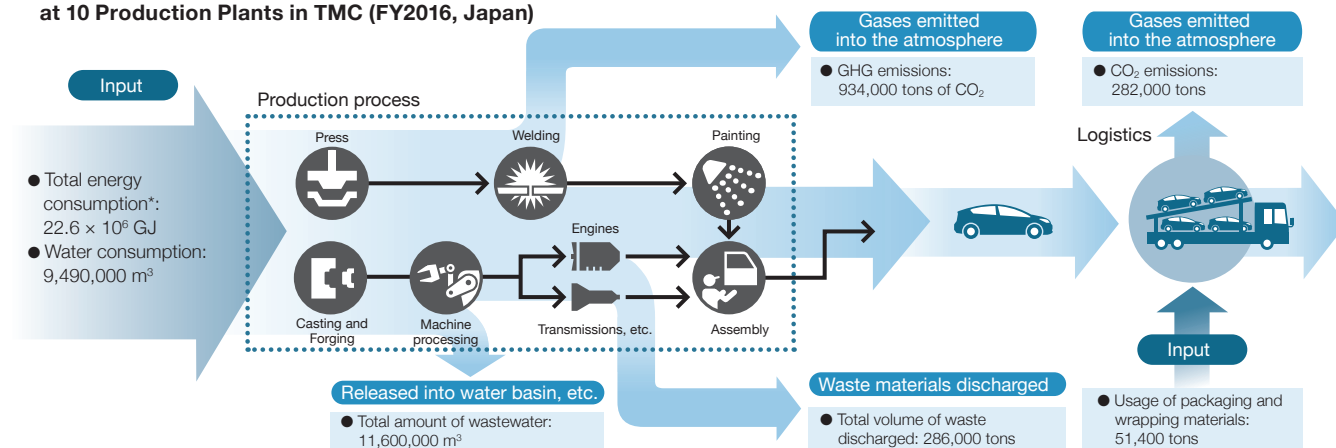 at 10 Production Plants in TMC (FY2016, Japan)
Input
● Total energy
consumption*:
22.6 × 10⁶ GJ
● Water consumption:
9,490,000 m³
Production process
Press
Welding
Painting
Casting and
Forging
Machine
processing
Engines
Transmissions, etc.
Assembly
Gases emitted
into the atmosphere
● GHG emissions:
934,000 tons of CO₂
Released into water basin, etc.
● Total amount of wastewater:
11,600,000 m³
Waste materials discharged
● Total volume of waste
discharged: 286,000 tons
Gases emitted
into the atmosphere
● CO₂ emissions:
282,000 tons
Logistics
Input
● Usage of packaging and
wrapping materials:
51,400 tons